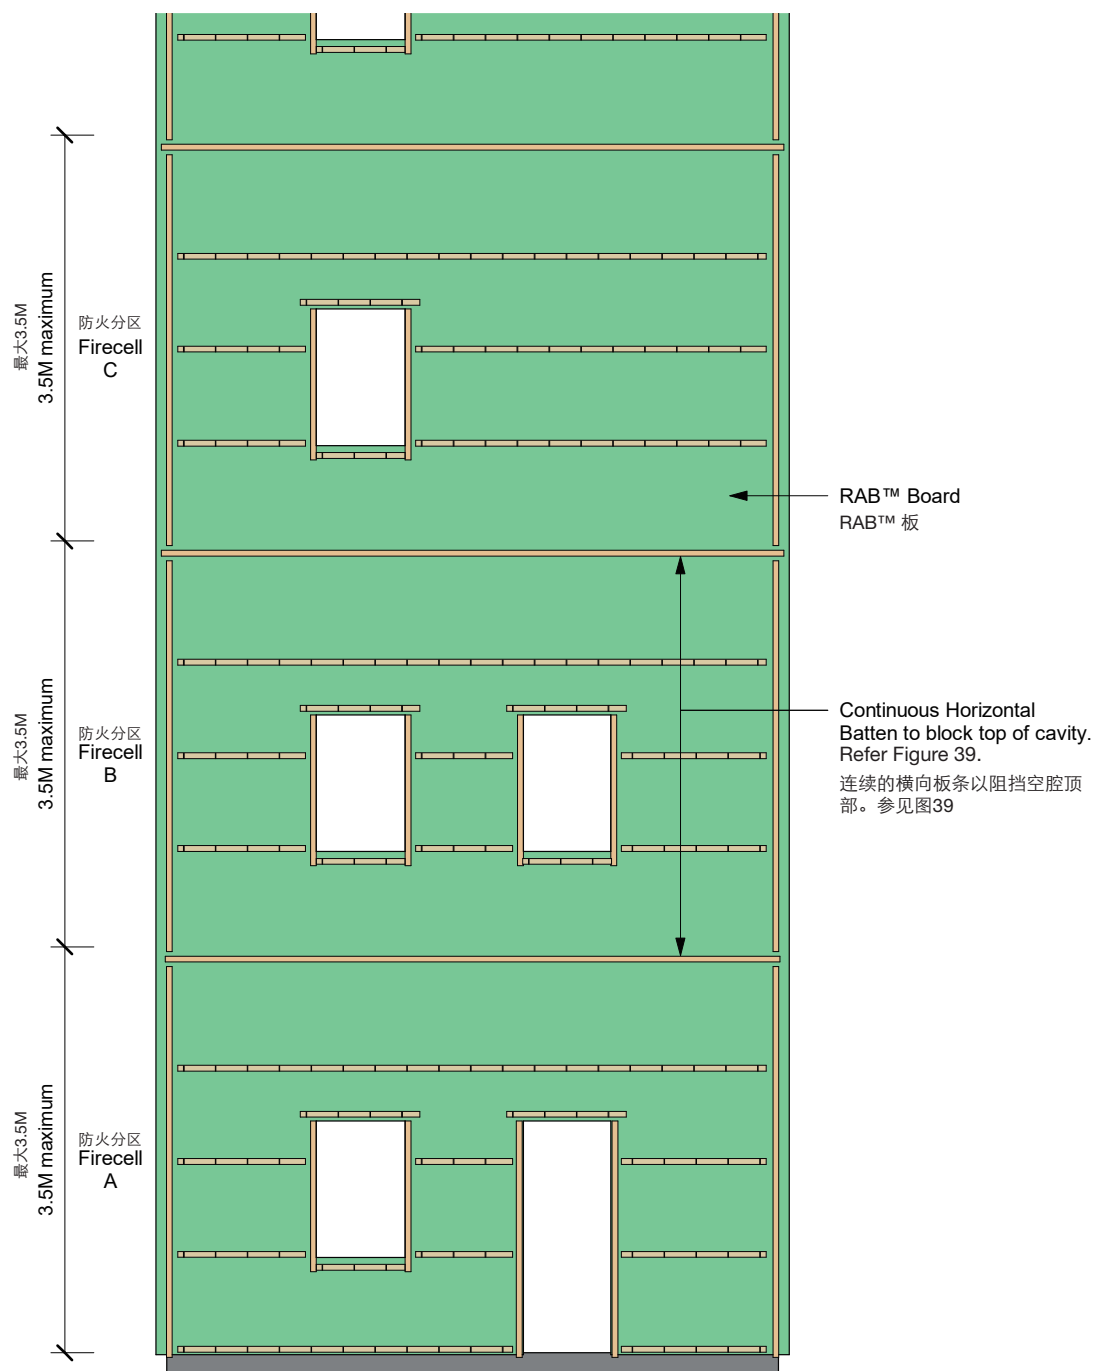 最大3.5M
3.5M maximum
防火分区
Firecell
C
RAB™ Board
RAB™ 板
最大3.5M
3.5M maximum
防火分区
Firecell
B
Continuous Horizontal
Batten to block top of cavity.
Refer Figure 39.
连续的横向板条以阻挡空腔顶
部。参见图39
最大3.5M
3.5M maximum
防火分区
Firecell
A